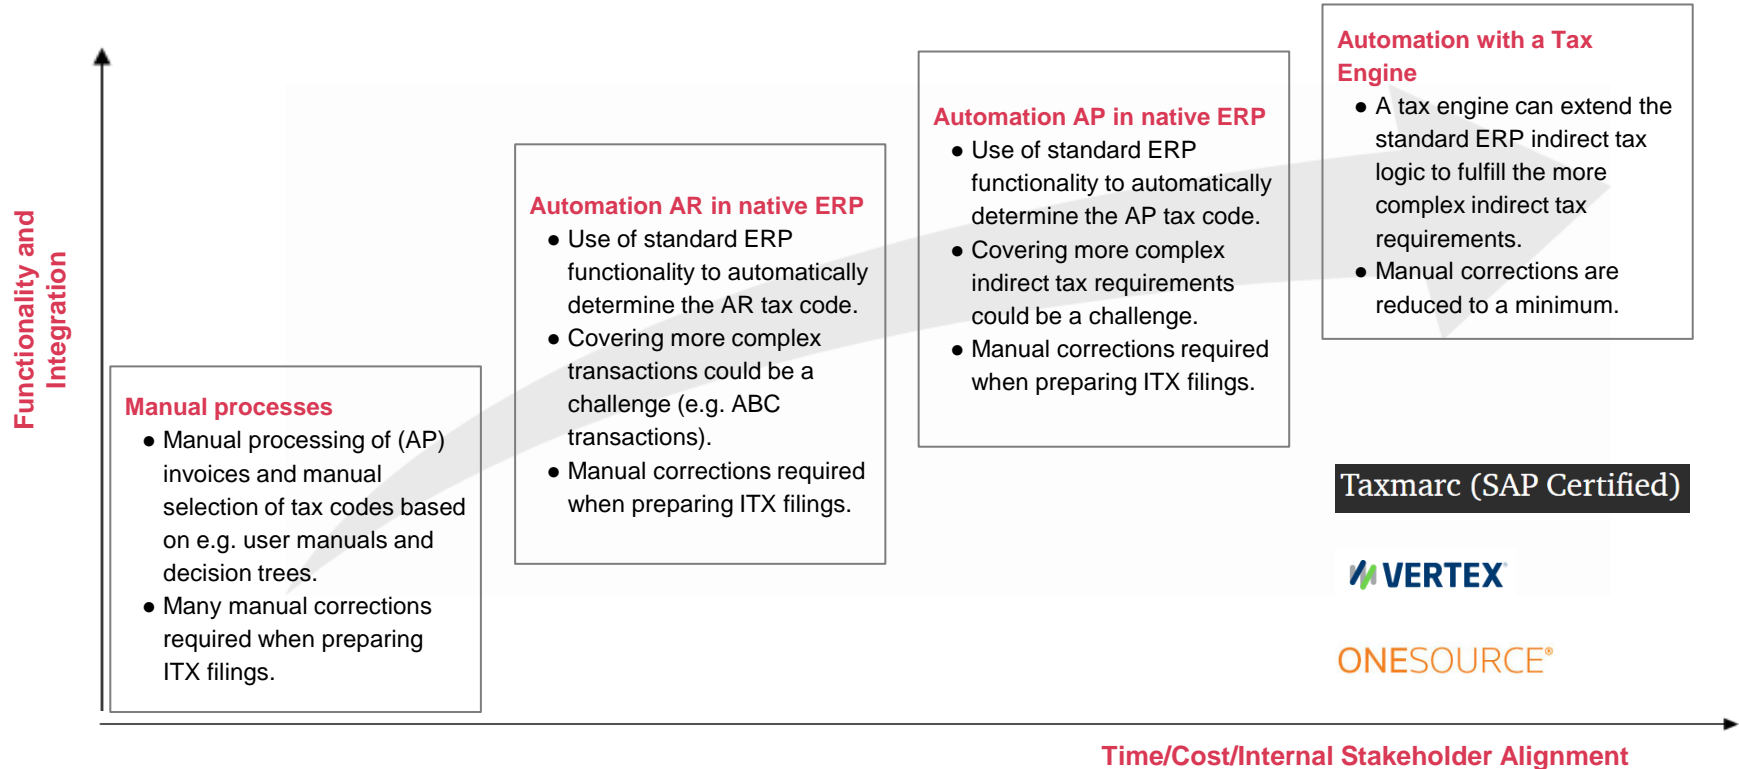 Functionality and
Integration
Manual processes
● Manual processing of (AP)
invoices and manual
selection of tax codes based
on e.g. user manuals and
decision trees.
● Many manual corrections
required when preparing
ITX filings.
Automation AR in native ERP
● Use of standard ERP
functionality to automatically
determine the AR tax code.
● Covering more complex
transactions could be a
challenge (e.g. ABC
transactions).
● Manual corrections required
when preparing ITX filings.
Automation AP in native ERP
● Use of standard ERP
functionality to automatically
determine the AP tax code.
● Covering more complex
indirect tax requirements
could be a challenge.
● Manual corrections required
when preparing ITX filings.
Automation with a Tax
Engine
● A tax engine can extend the
standard ERP indirect tax
logic to fulfill the more
complex indirect tax
requirements.
● Manual corrections are
reduced to a minimum.
Taxmarc (SAP Certified)
VERTEX
ONESOURCE®
Time/Cost/Internal Stakeholder Alignment